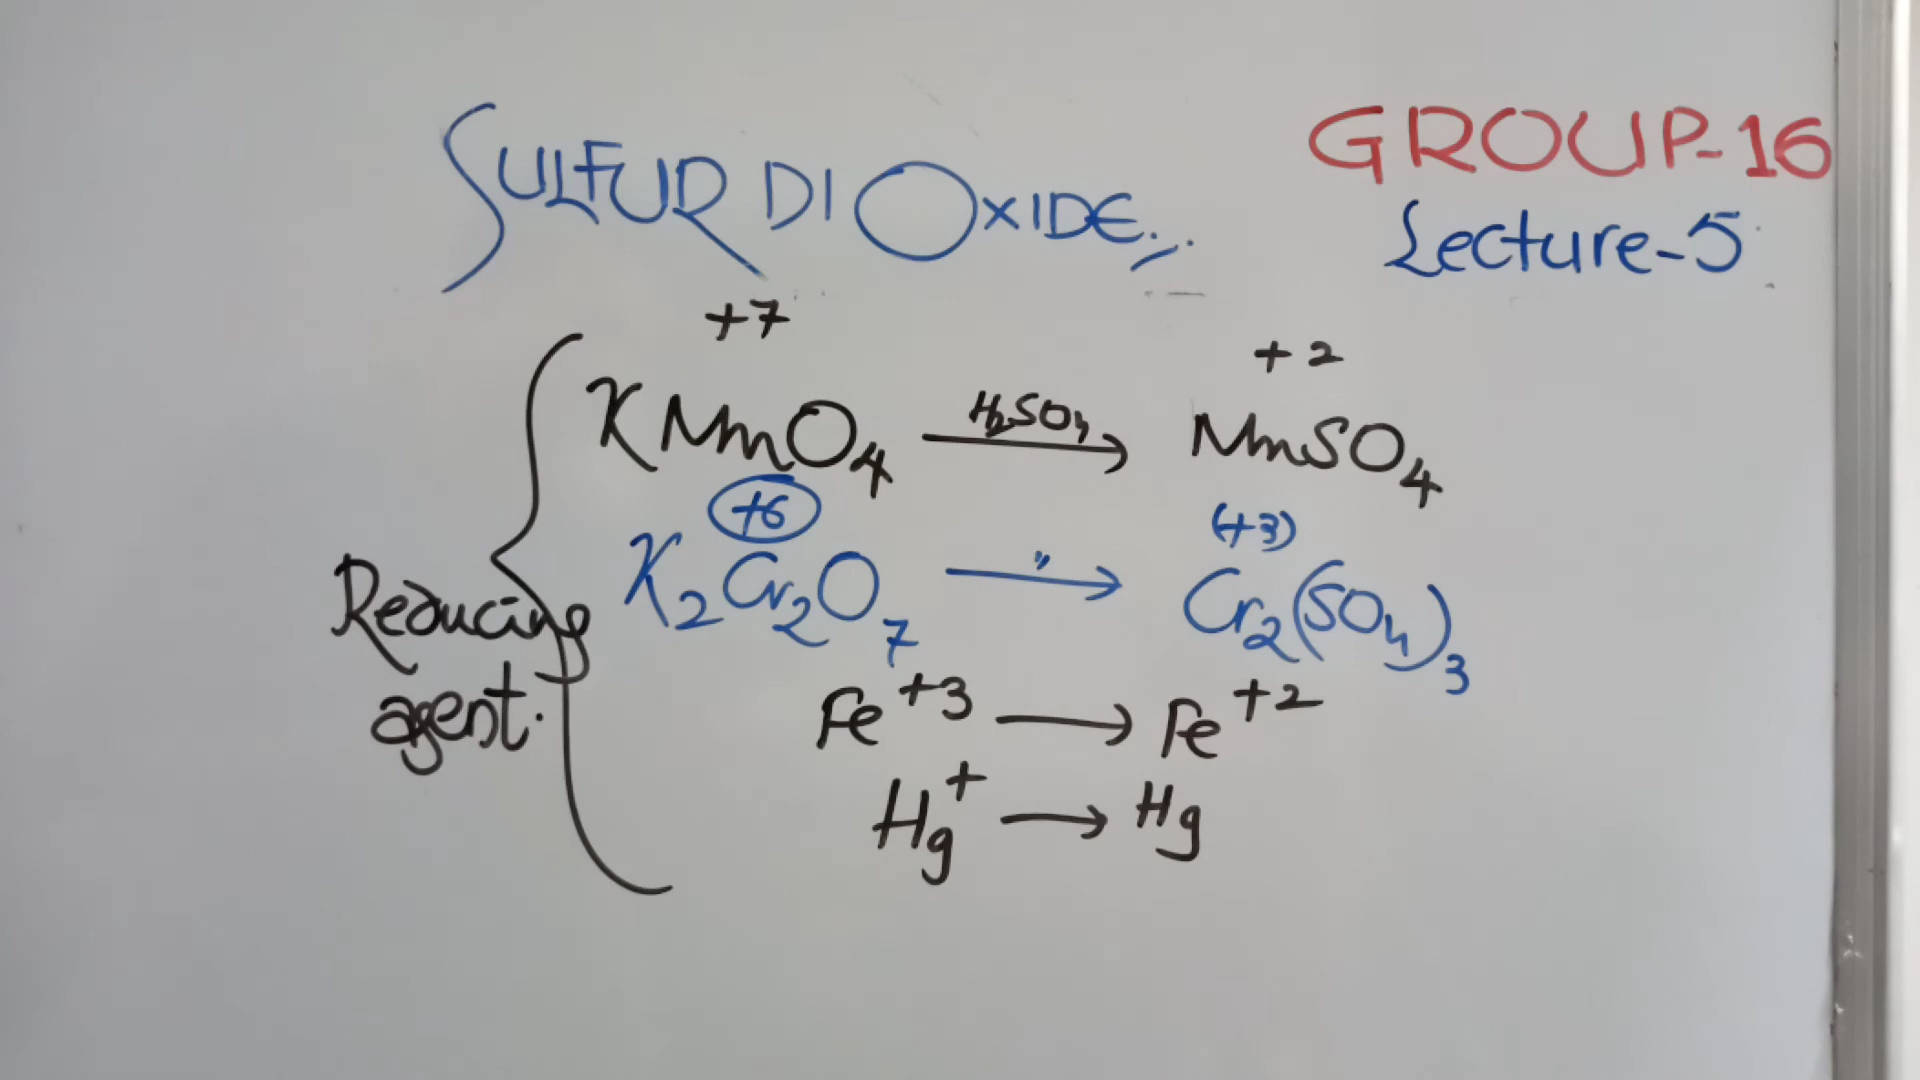 SULFUR DIOXIDE
GROUP-16
Lecture-5
+7
+2
KMnO4 H2SO4 → MnSO4
+6
(+3)
K2Cr2O7 —"→ Cr2(SO4)3
Reducing
agent.
Fe+3 → Fe+2
Hg+ → Hg